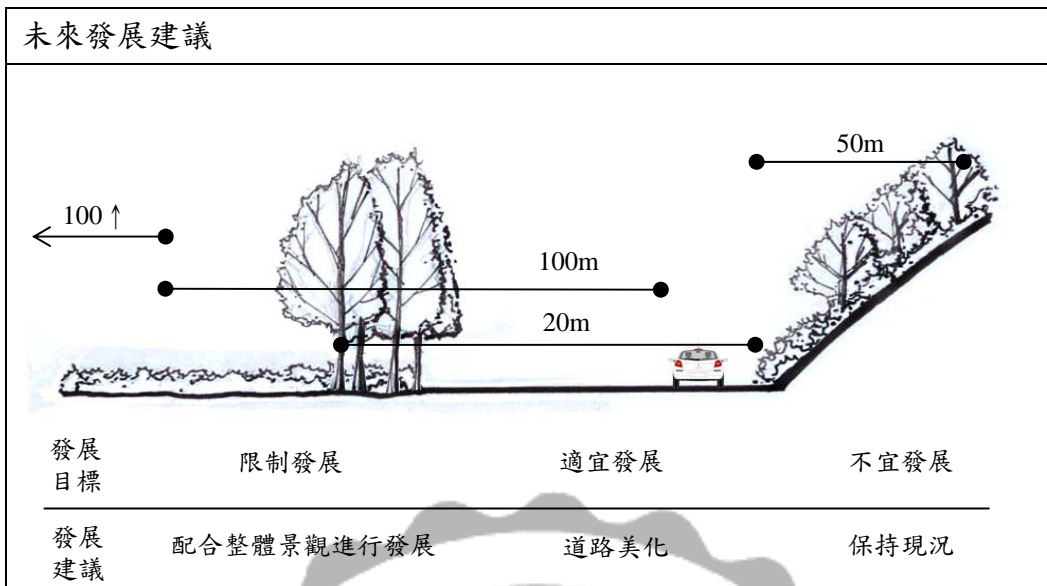 未來發展建議
50m
100 ↑
100m
20m
發展
目標
限制發展
適宜發展
不宜發展
發展
建議
配合整體景觀進行發展
道路美化
保持現況